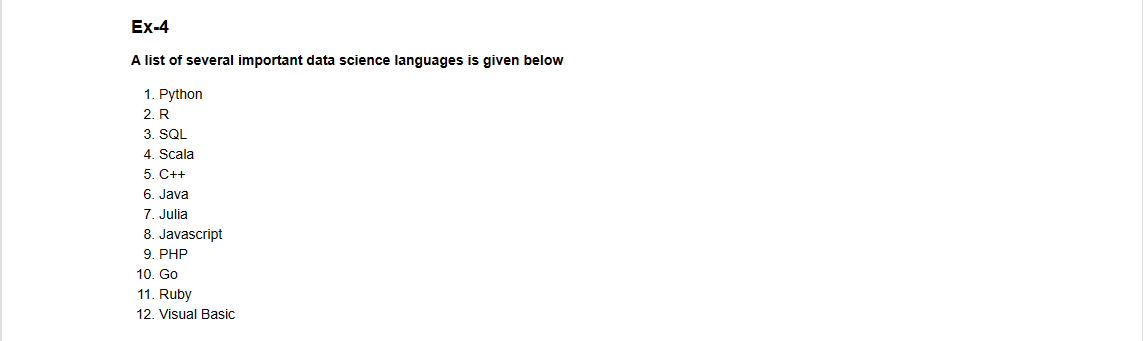 Ex-4
A list of several important data science languages is given below
1. Python
2. R
3. SQL
4. Scala
5. C++
6. Java
7. Julia
8. Javascript
9. PHP
10. Go
11. Ruby
12. Visual Basic